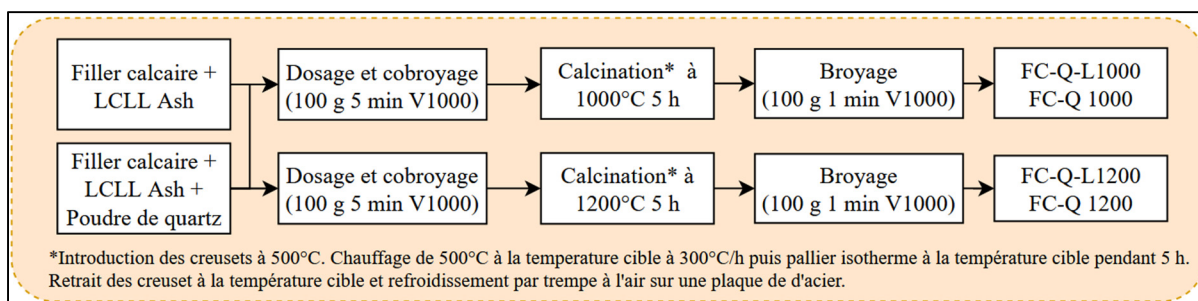 Filler calcaire +
LCLL Ash
Dosage et cobroyage
(100 g 5 min V1000)
Calcination* à
1000°C 5 h
Broyage
(100 g 1 min V1000)
FC-Q-L1000
FC-Q 1000
Filler calcaire +
LCLL Ash +
Poudre de quartz
Dosage et cobroyage
(100 g 5 min V1000)
Calcination* à
1200°C 5 h
Broyage
(100 g 1 min V1000)
FC-Q-L1200
FC-Q 1200
*Introduction des creusets à 500°C. Chauffage de 500°C à la temperature cible à 300°C/h puis pallier isotherme à la température cible pendant 5 h.
Retrait des creuset à la température cible et refroidissement par trempe à l'air sur une plaque de d'acier.